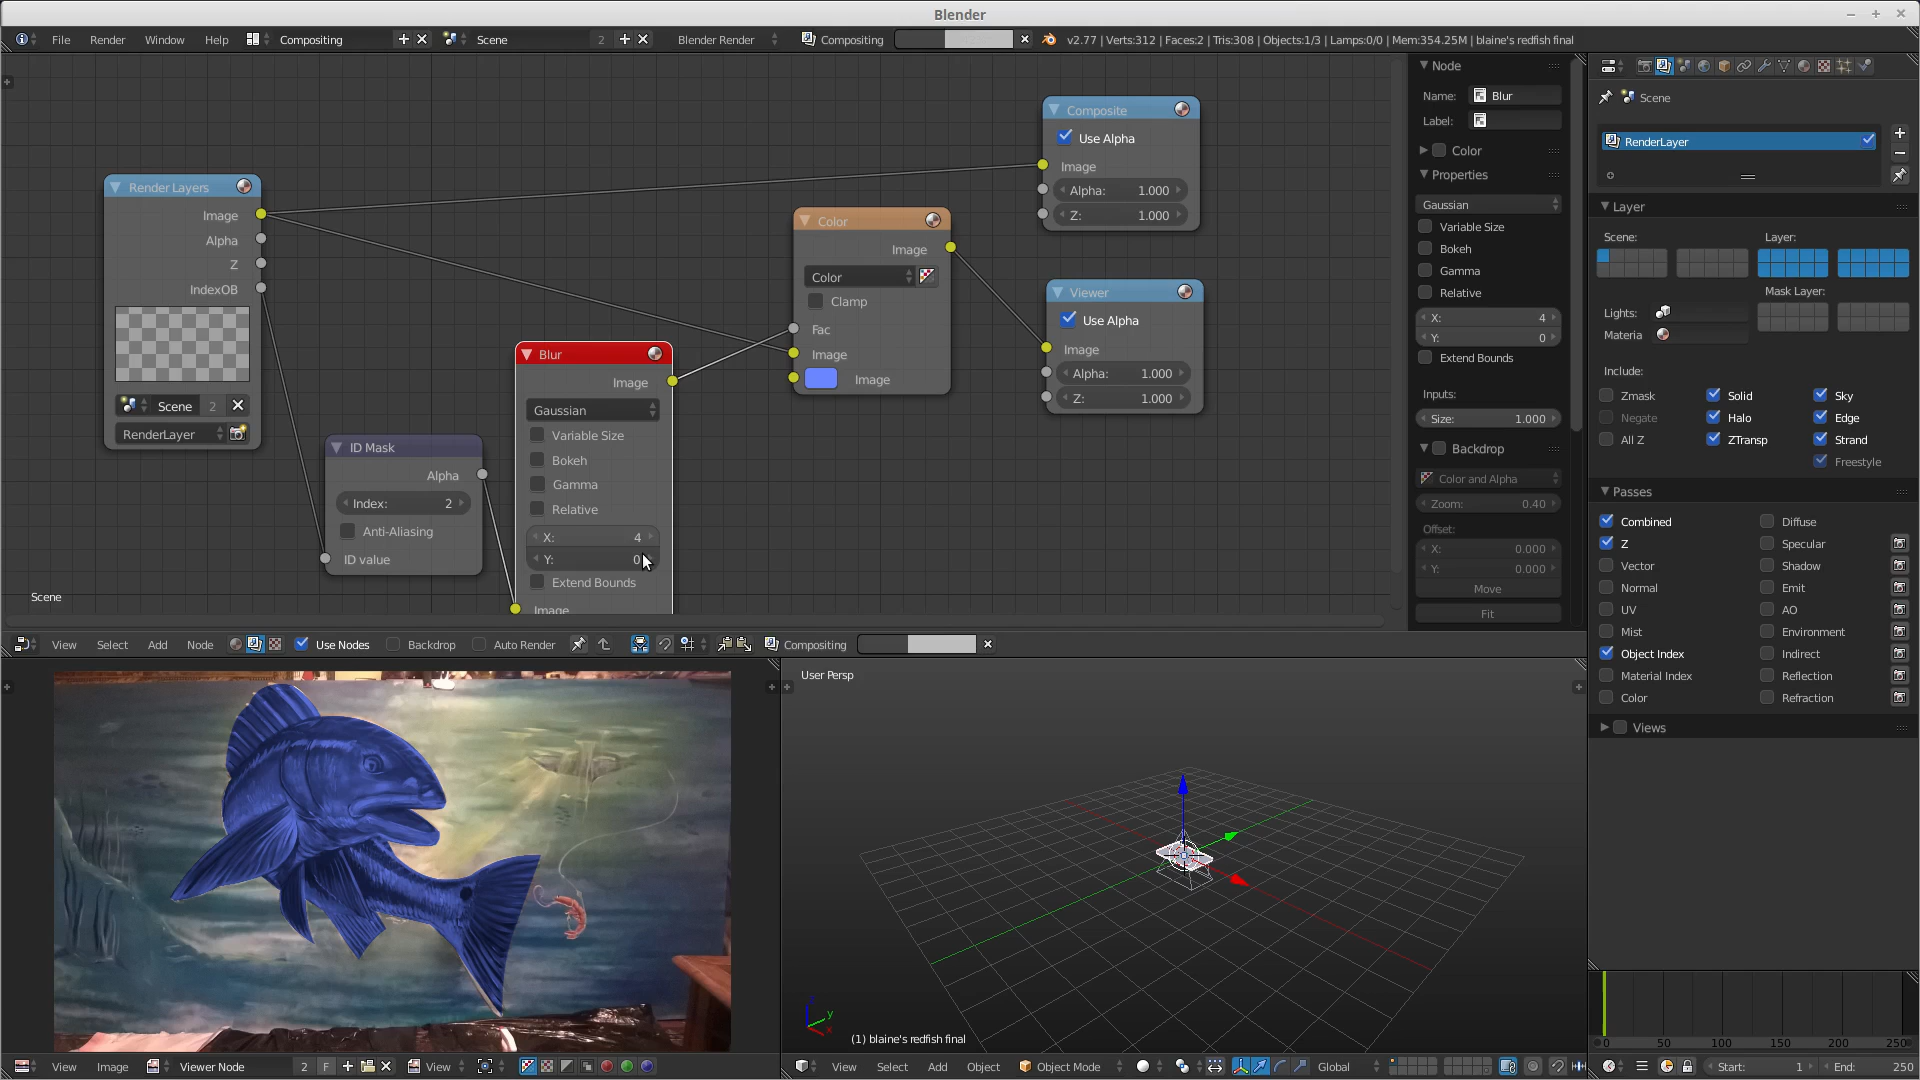 Blender
File Render Window Help Compositing Scene 2 Blender Render Compositing v2.77 | Verts:312 | Faces:2 | Tris:308 | Objects:1/3 | Lamps:0/0 | Mem:354.25M | blaine's redfish final
Render Layers
Image
Alpha
Z
IndexOB
Scene 2
RenderLayer
ID Mask
Alpha
Index: 2
Anti-Aliasing
ID value
Blur
Image
Gaussian
Variable Size
Bokeh
Gamma
Relative
X: 4
Y: 0
Extend Bounds
Image
Color
Image
Color
Clamp
Fac
Image
Image
Composite
Use Alpha
Image
Alpha: 1.000
Z: 1.000
Viewer
Use Alpha
Image
Alpha: 1.000
Z: 1.000
Scene
Node
Name: Blur
Label:
Color
Properties
Gaussian
Variable Size
Bokeh
Gamma
Relative
X: 4
Y: 0
Extend Bounds
Inputs:
Size: 1.000
Backdrop
Color and Alpha
Zoom: 0.40
Offset:
X: 0.000
Y: 0.000
Move
Fit
Scene
RenderLayer
Layer
Scene: Layer:
Mask Layer:
Lights:
Materia
Include:
Zmask Solid Sky
Negate Halo Edge
All Z ZTransp Strand
Freestyle
Passes
Combined Diffuse
Z Specular
Vector Shadow
Normal Emit
UV AO
Mist Environment
Object Index Indirect
Material Index Reflection
Color Refraction
Views
View Select Add Node Use Nodes Backdrop Auto Render Compositing
User Persp
z
y
x
(1) blaine's redfish final
View Image Viewer Node 2 F View
View Select Add Object Object Mode Global
0 50 100 150 200 250
Start: 1 End: 250